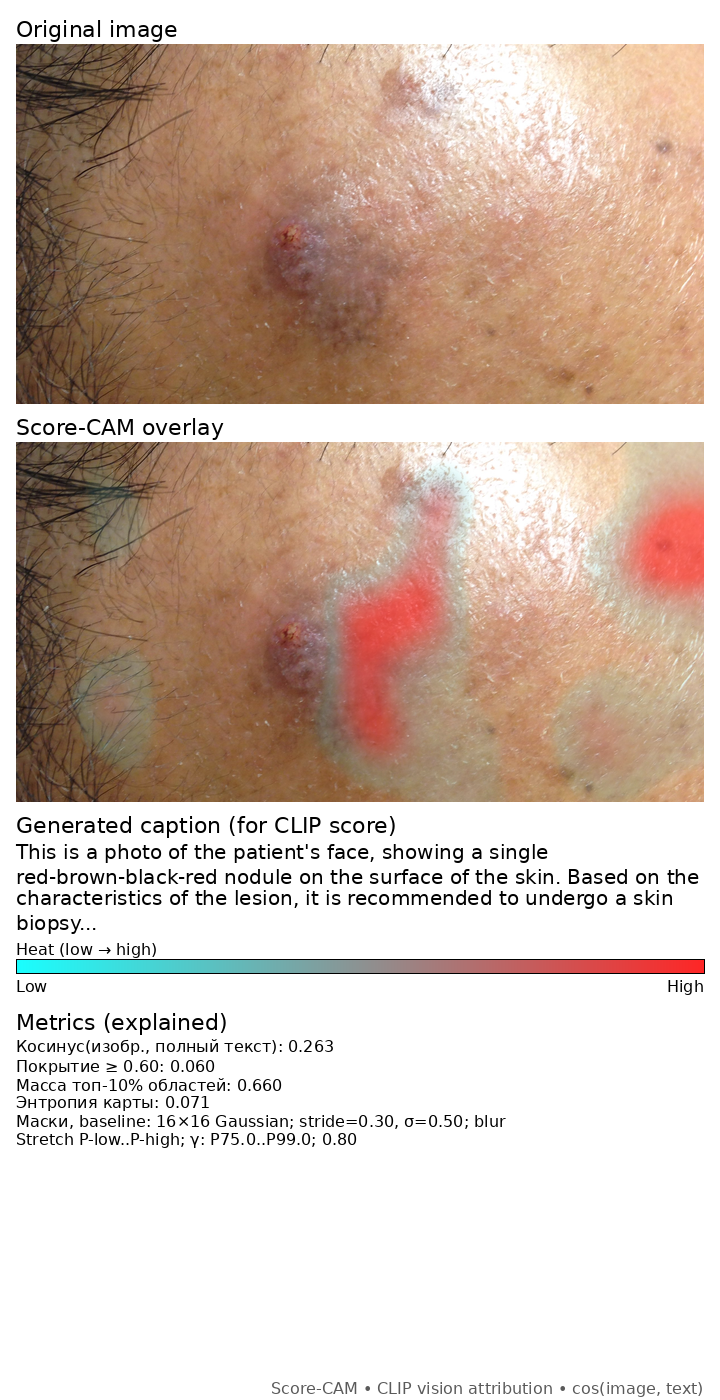 Original image
Score-CAM overlay
Generated caption (for CLIP score)
This is a photo of the patient's face, showing a single
red-brown-black-red nodule on the surface of the skin. Based on the
characteristics of the lesion, it is recommended to undergo a skin
biopsy...
Heat (low → high)
Low High
Metrics (explained)
Косинус(изобр., полный текст): 0.263
Покрытие ≥ 0.60: 0.060
Масса топ-10% областей: 0.660
Энтропия карты: 0.071
Маски, baseline: 16×16 Gaussian; stride=0.30, σ=0.50; blur
Stretch P-low..P-high; γ: P75.0..P99.0; 0.80
Score-CAM • CLIP vision attribution • cos(image, text)